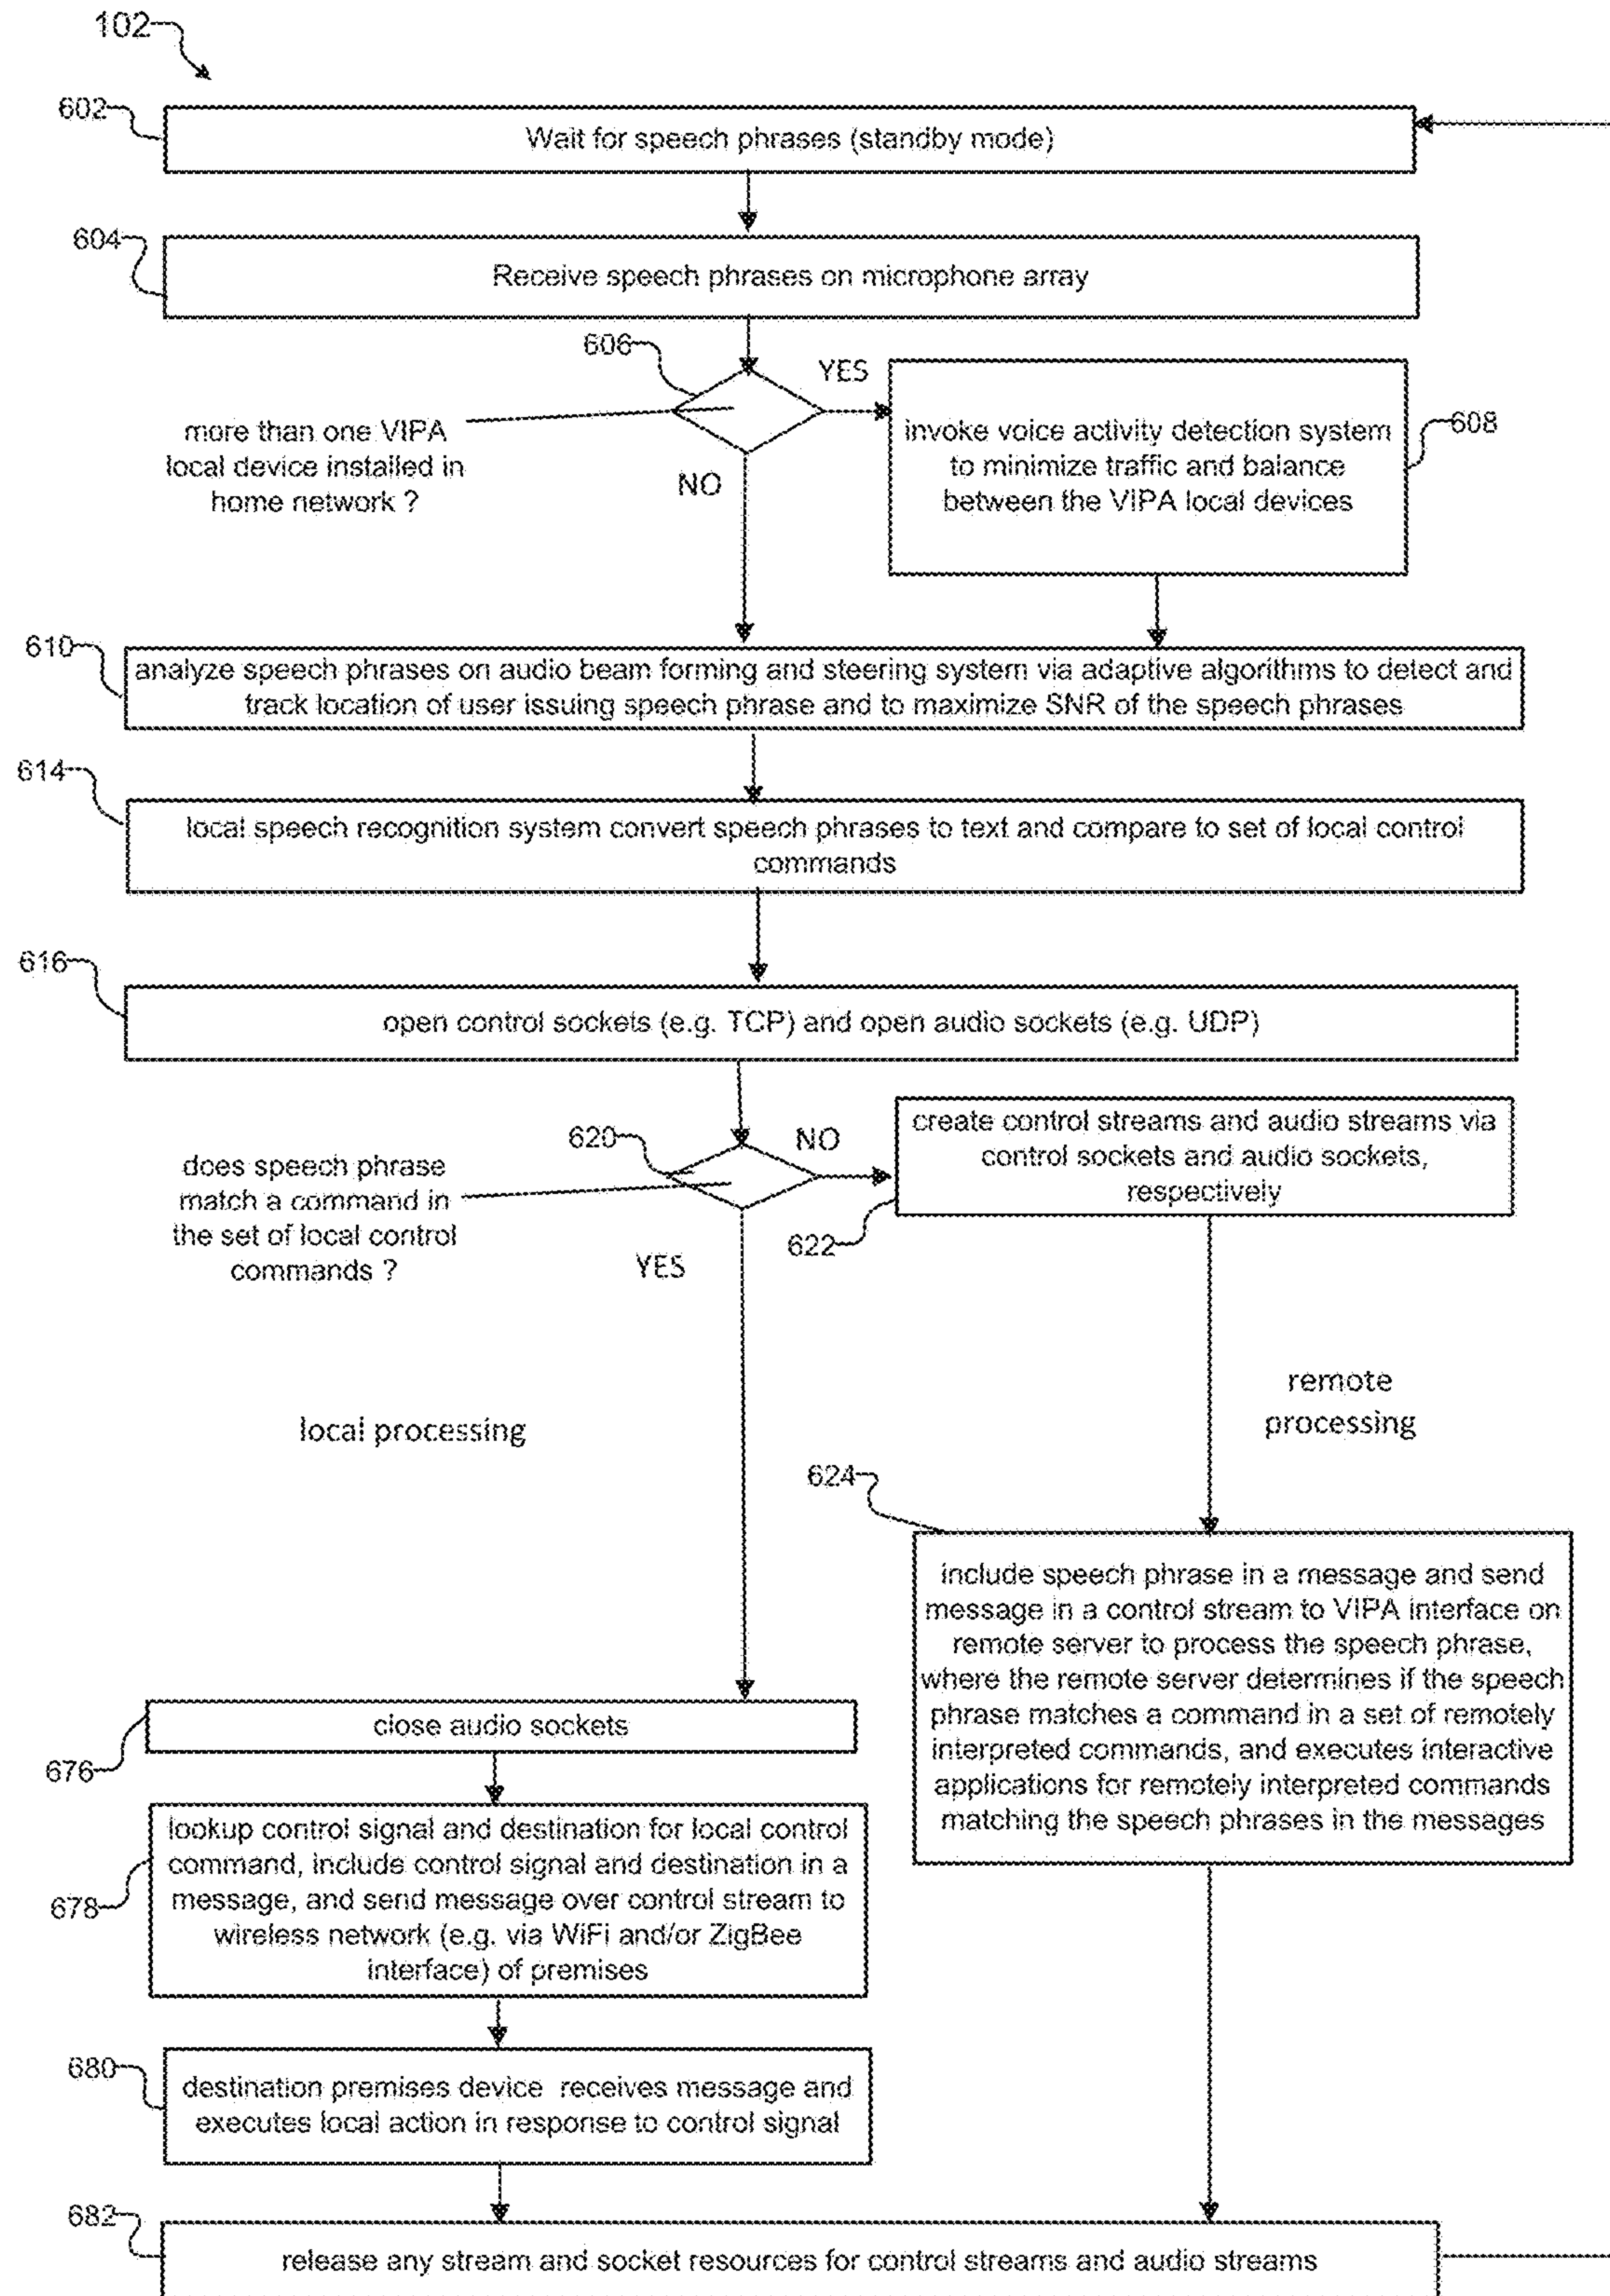 102
602
Wait for speech phrases (standby mode)
604
Receive speech phrases on microphone array
606
YES
more than one VIPA
local device installed in
home network ?
NO
invoke voice activity detection system
to minimize traffic and balance
between the VIPA local devices
608
610
analyze speech phrases on audio beam forming and steering system via adaptive algorithms to detect and
track location of user issuing speech phrase and to maximize SNR of the speech phrases
614
local speech recognition system convert speech phrases to text and compare to set of local control
commands
616
open control sockets (e.g. TCP) and open audio sockets (e.g. UDP)
620
NO
does speech phrase
match a command in
the set of local control
commands ?
YES
create control streams and audio streams via
control sockets and audio sockets,
respectively
622
local processing
remote
processing
624
include speech phrase in a message and send
message in a control stream to VIPA interface on
remote server to process the speech phrase,
where the remote server determines if the speech
phrase matches a command in a set of remotely
interpreted commands, and executes interactive
applications for remotely interpreted commands
matching the speech phrases in the messages
close audio sockets
676
lookup control signal and destination for local control
command, include control signal and destination in a
message, and send message over control stream to
wireless network (e.g. via WiFi and/or ZigBee
interface) of premises
678
680
destination premises device receives message and
executes local action in response to control signal
682
release any stream and socket resources for control streams and audio streams